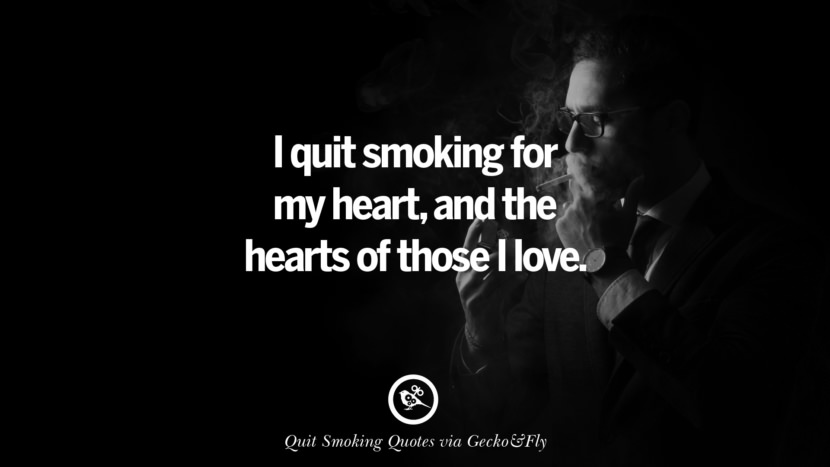 I quit smoking for
my heart, and the
hearts of those I love.
Quit Smoking Quotes via Gecko&Fly